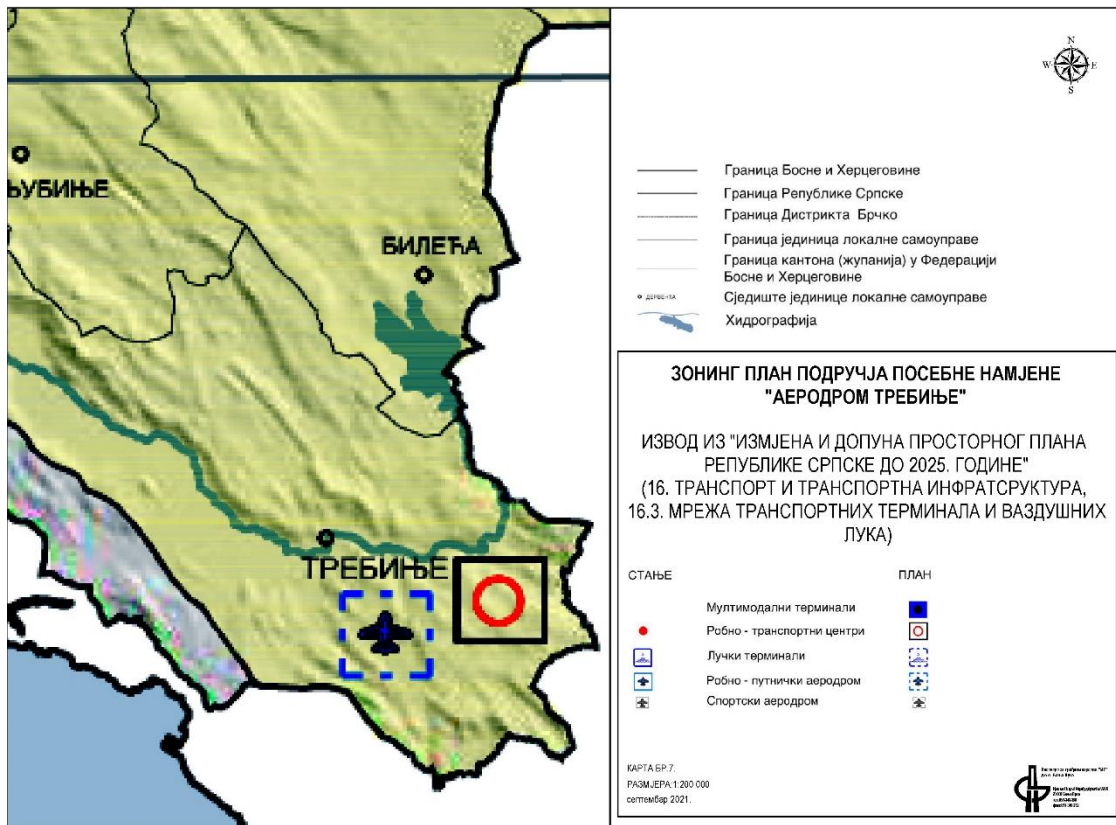 ЉУБИЊЕ
БИЛЕЋА
ТРЕБИЊЕ
N
W E
S
Граница Босне и Херцеговине
Граница Републике Српске
Граница Дистрикта Брчко
Граница јединица локалне самоуправе
Граница кантона (жупанија) у Федерацији
Босне и Херцеговине
ДЕРВЕНТА Сједиште јединице локалне самоуправе
Хидрографија
ЗОНИНГ ПЛАН ПОДРУЧЈА ПОСЕБНЕ НАМЈЕНЕ
"АЕРОДРОМ ТРЕБИЊЕ"
ИЗВОД ИЗ "ИЗМЈЕНА И ДОПУНА ПРОСТОРНОГ ПЛАНА
РЕПУБЛИКЕ СРПСКЕ ДО 2025. ГОДИНЕ"
(16. ТРАНСПОРТ И ТРАНСПОРТНА ИНФРАТСРУКТУРА,
16.3. МРЕЖА ТРАНСПОРТНИХ ТЕРМИНАЛА И ВАЗДУШНИХ
ЛУКА)
СТАЊЕ ПЛАН
Мултимодални терминали
Робно - транспортни центри
Лучки терминали
Робно - путнички аеродром
Спортски аеродром
КАРТА БР.7.
РАЗМЈЕРА 1:200 000
септембар 2021.